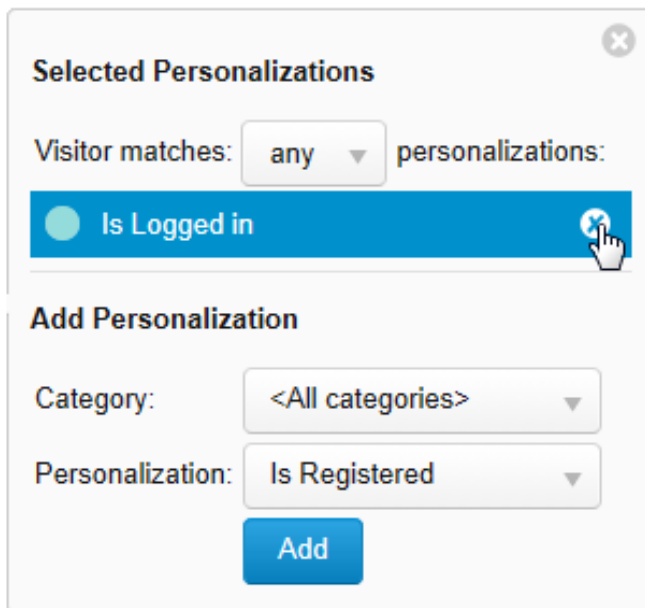 Selected Personalizations
Visitor matches: any personalizations:
Is Logged in
Add Personalization
Category: <All categories>
Personalization: Is Registered
Add